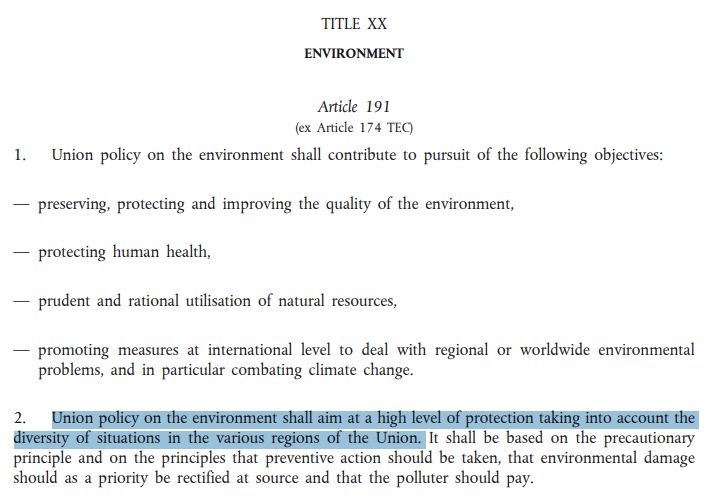 TITLE XX
ENVIRONMENT
Article 191
(ex Article 174 TEC)
1. Union policy on the environment shall contribute to pursuit of the following objectives:
— preserving, protecting and improving the quality of the environment,
— protecting human health,
— prudent and rational utilisation of natural resources,
— promoting measures at international level to deal with regional or worldwide environmental
problems, and in particular combating climate change.
2. Union policy on the environment shall aim at a high level of protection taking into account the
diversity of situations in the various regions of the Union. It shall be based on the precautionary
principle and on the principles that preventive action should be taken, that environmental damage
should as a priority be rectified at source and that the polluter should pay.